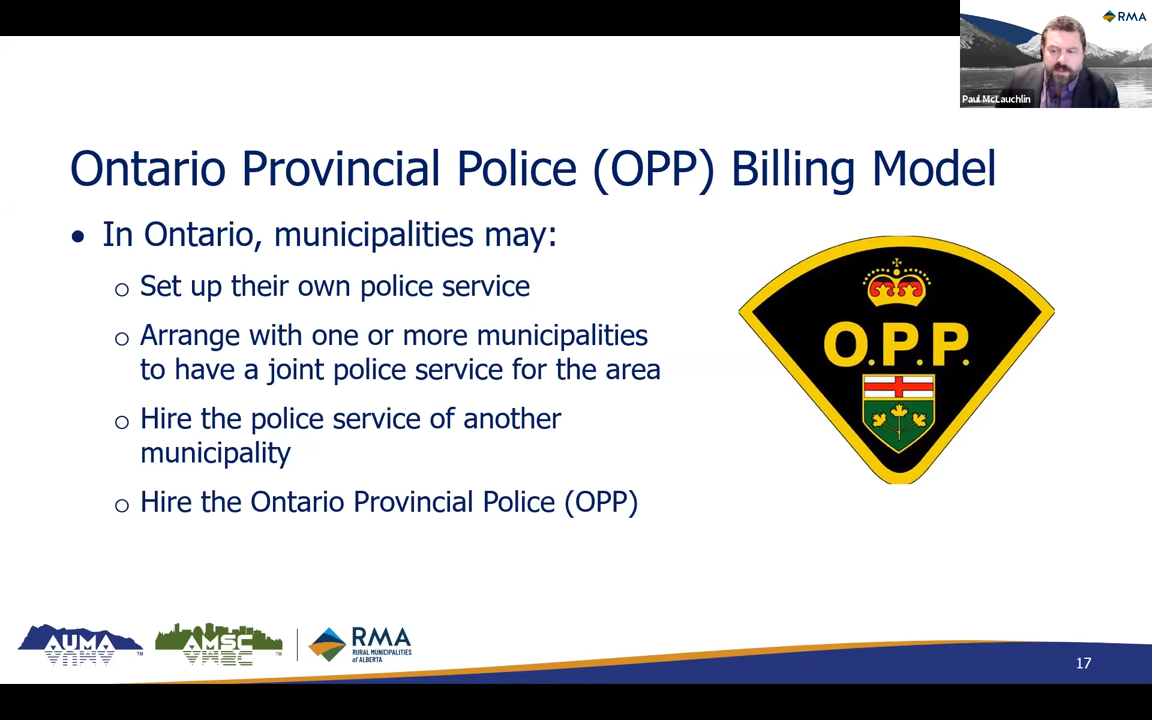 RMA
Paul McLauchlin
Ontario Provincial Police (OPP) Billing Model
• In Ontario, municipalities may:
o Set up their own police service
o Arrange with one or more municipalities
to have a joint police service for the area
o Hire the police service of another
municipality
o Hire the Ontario Provincial Police (OPP)
O.P.P.
AUMA
TM
AMSC
TM
RMA
RURAL MUNICIPALITIES
of ALBERTA
17